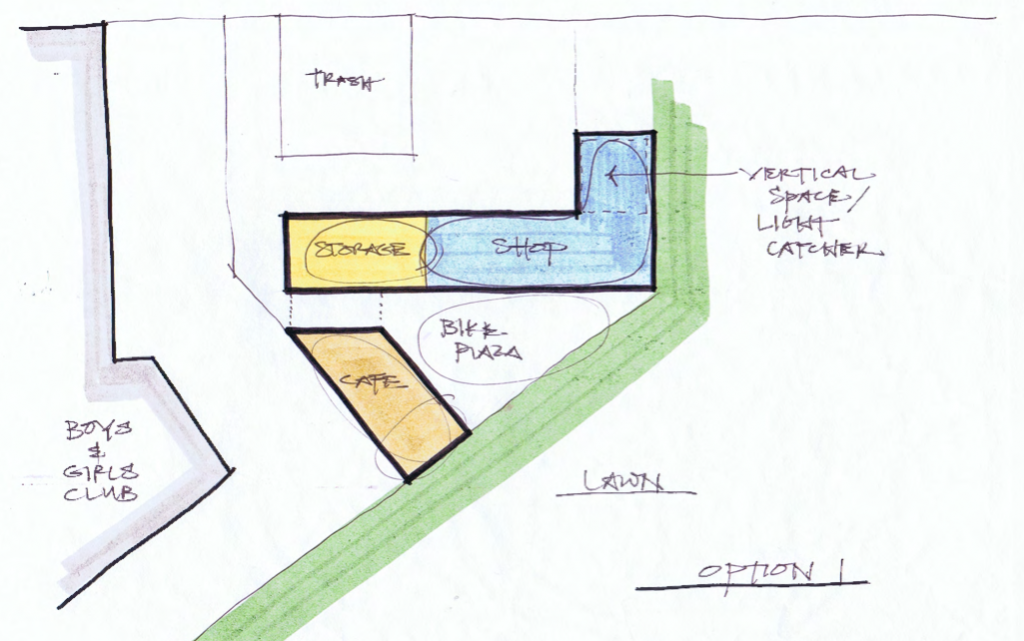 TRASH
VERTICAL
SPACE/
LIGHT
CATCHER
STORAGE
SHOP
BIKE
PLAZA
CAFE
BOYS
&
GIRLS
CLUB
LAWN
OPTION 1